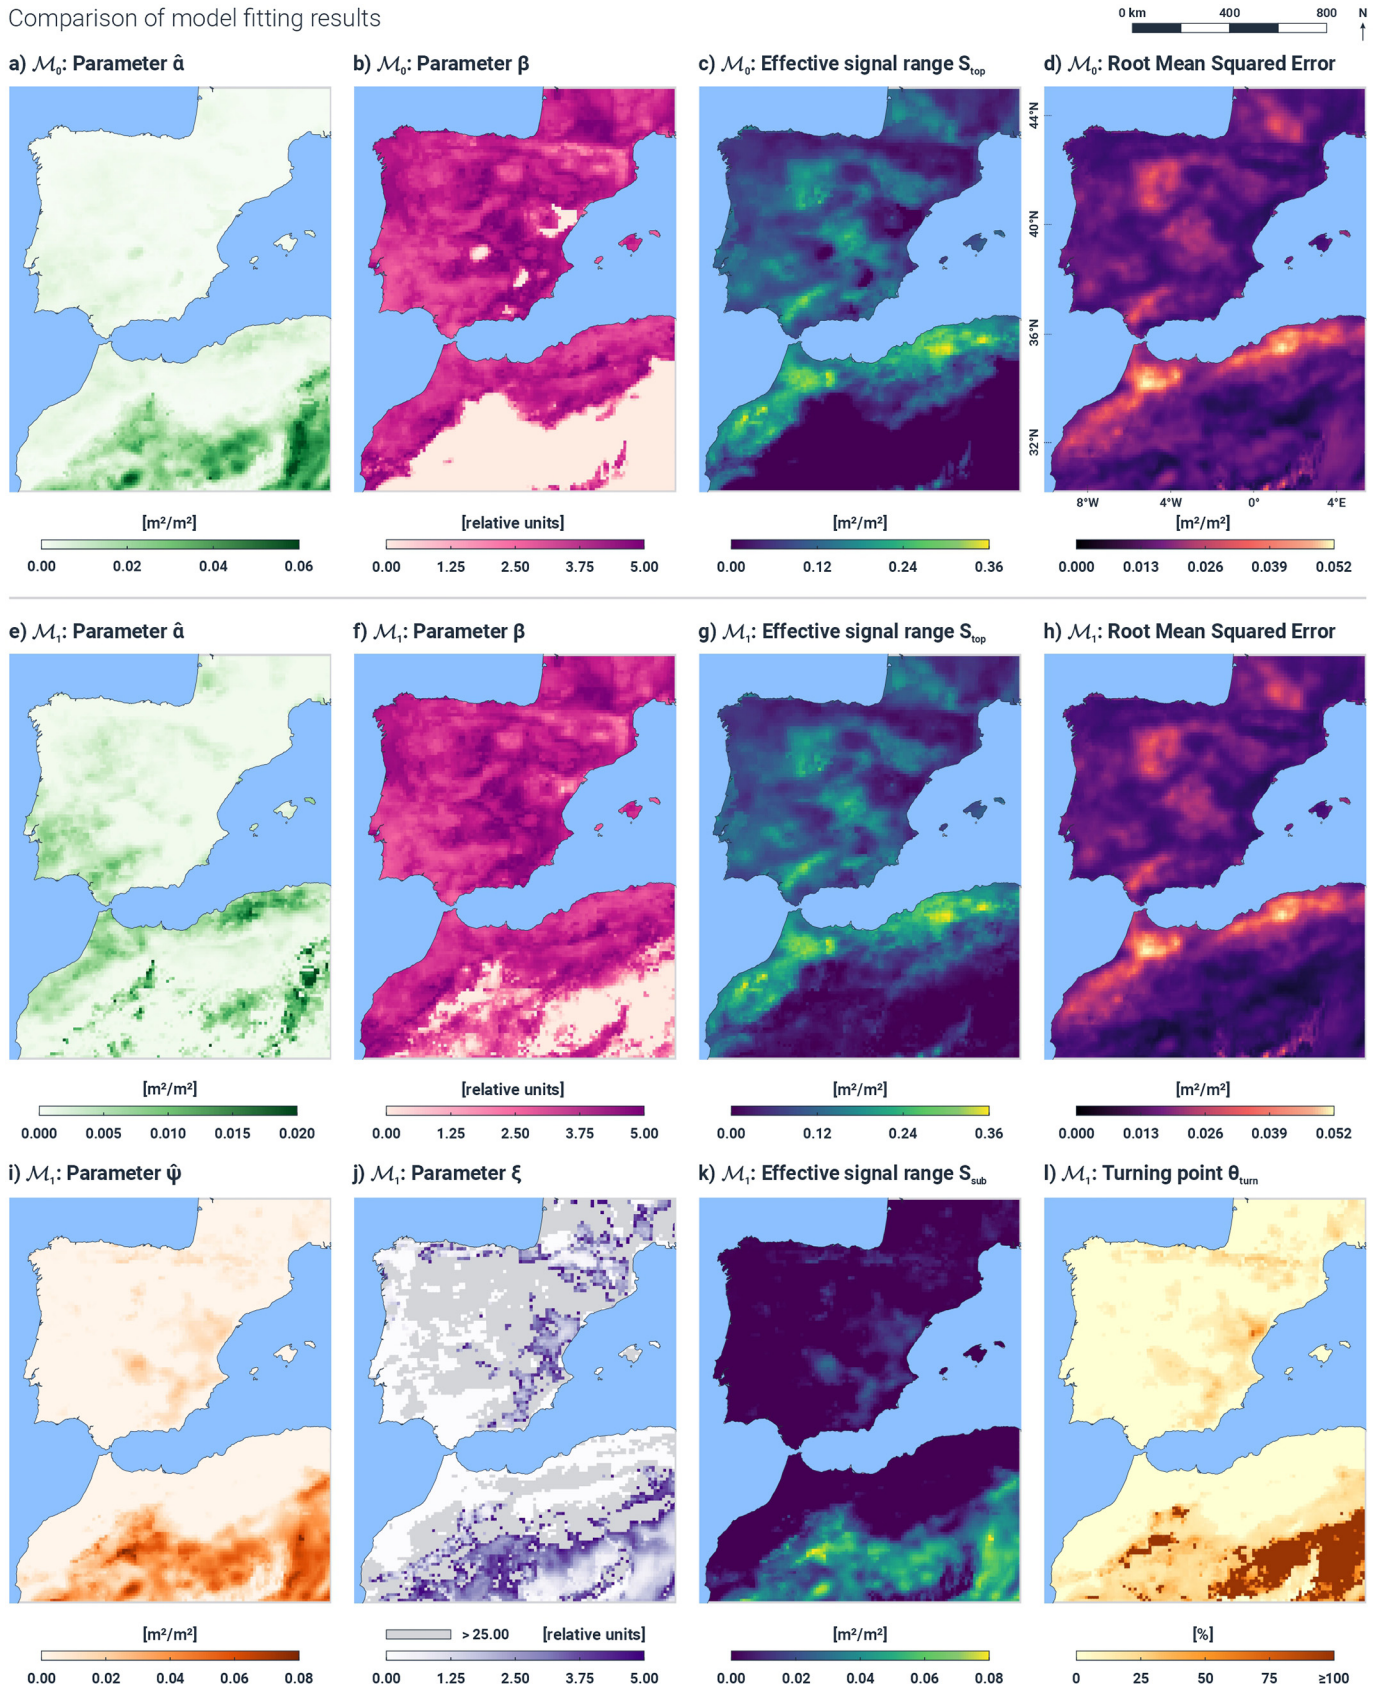 Comparison of model fitting results
0 km 400 800 N
a) ℳ₀: Parameter α̂
b) ℳ₀: Parameter β
c) ℳ₀: Effective signal range Stop
d) ℳ₀: Root Mean Squared Error
44°N
40°N
36°N
32°N
8°W 4°W 0° 4°E
[m²/m²] [relative units] [m²/m²] [m²/m²]
0.00 0.02 0.04 0.06
0.00 1.25 2.50 3.75 5.00
0.00 0.12 0.24 0.36
0.000 0.013 0.026 0.039 0.052
e) ℳ₁: Parameter α̂
f) ℳ₁: Parameter β
g) ℳ₁: Effective signal range Stop
h) ℳ₁: Root Mean Squared Error
[m²/m²] [relative units] [m²/m²] [m²/m²]
0.000 0.005 0.010 0.015 0.020
0.00 1.25 2.50 3.75 5.00
0.00 0.12 0.24 0.36
0.000 0.013 0.026 0.039 0.052
i) ℳ₁: Parameter ψ̂
j) ℳ₁: Parameter ξ
k) ℳ₁: Effective signal range Ssub
l) ℳ₁: Turning point θturn
[m²/m²] > 25.00 [relative units] [m²/m²] [%]
0.00 0.02 0.04 0.06 0.08
0.00 1.25 2.50 3.75 5.00
0.00 0.02 0.04 0.06 0.08
0 25 50 75 ≥100